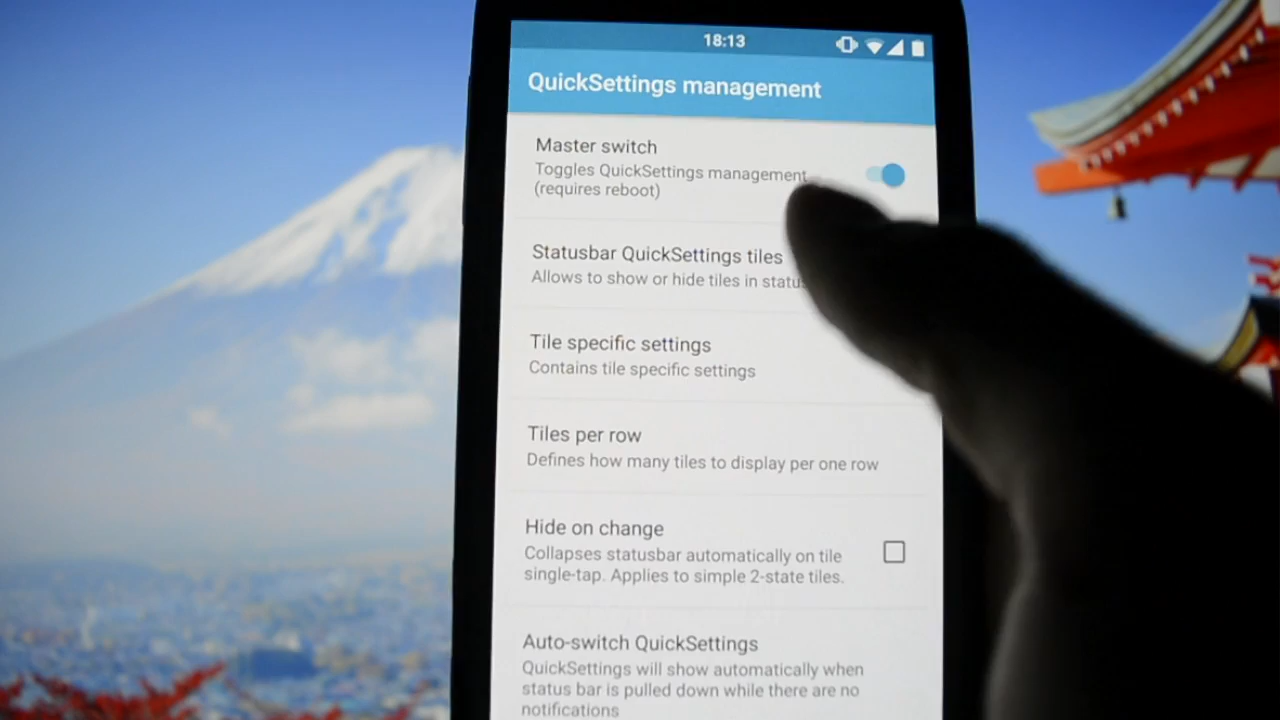 18:13
QuickSettings management
Master switch
Toggles QuickSettings management
(requires reboot)
Statusbar QuickSettings tiles
Allows to show or hide tiles in
Tile specific settings
Contains tile specific settings
Tiles per row
Defines how many tiles to display per one row
Hide on change
Collapses statusbar automatically on tile
single-tap. Applies to simple 2-state tiles.
Auto-switch QuickSettings
QuickSettings will show automatically when
status bar is pulled down while there are no
notifications